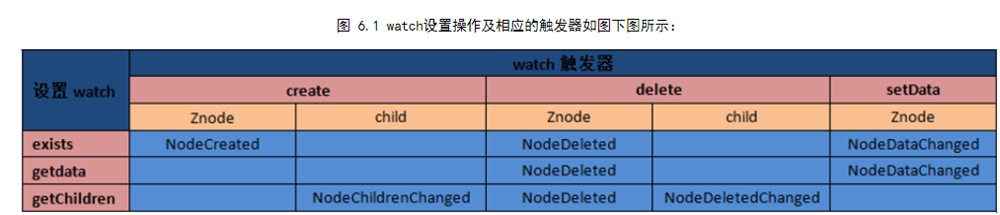 图 6.1 watch设置操作及相应的触发器如图下图所示:
设置 watch watch 触发器
create delete setData
Znode child Znode child Znode
exists NodeCreated NodeDeleted NodeDataChanged
getdata NodeDeleted NodeDataChanged
getChildren NodeChildrenChanged NodeDeleted NodeDeletedChanged